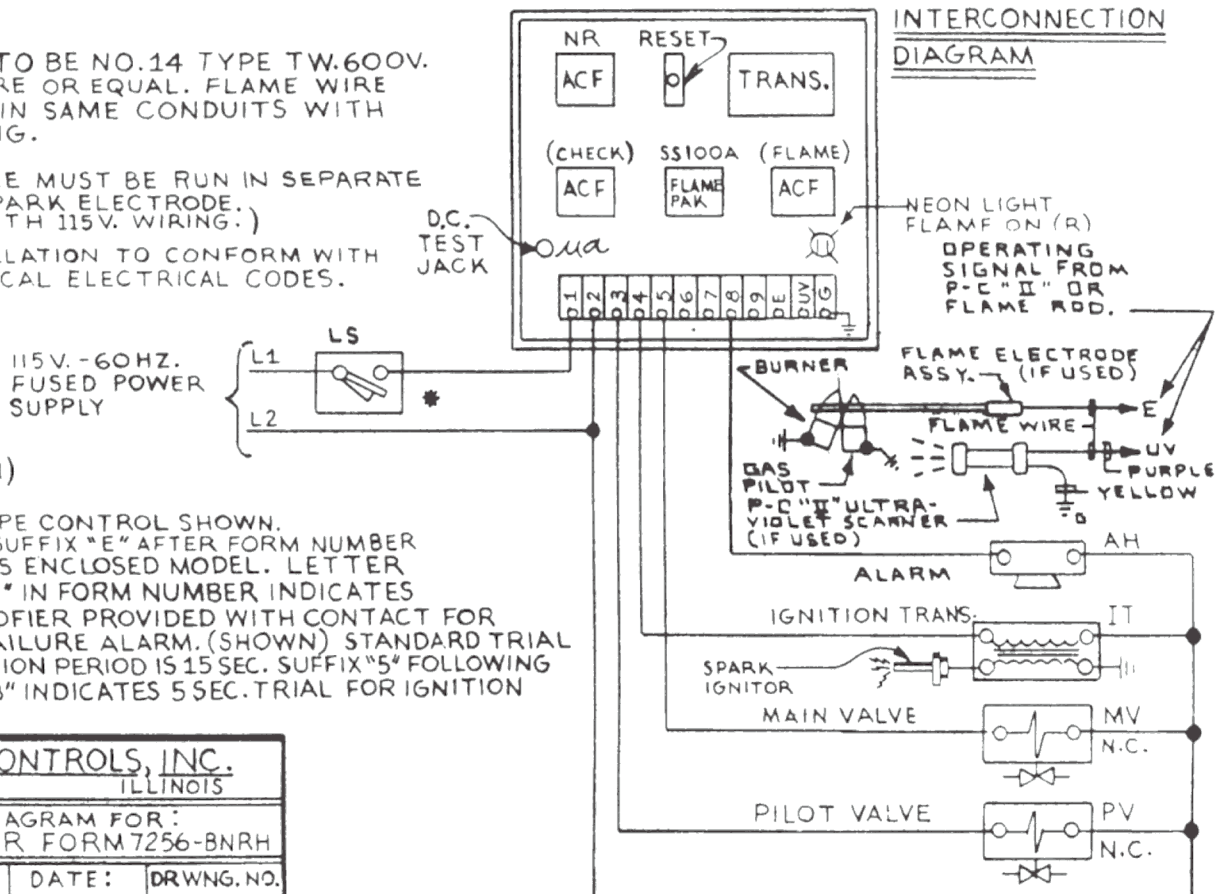 INTERCONNECTION
DIAGRAM
TO BE NO.14 TYPE TW.600V.
RE OR EQUAL. FLAME WIRE
IN SAME CONDUITS WITH
G.
E MUST BE RUN IN SEPARATE
PARK ELECTRODE.
TH 115V. WIRING.)
LATION TO CONFORM WITH
CAL ELECTRICAL CODES.
NR
RESET
ACF
TRANS.
(CHECK)
SS100A
(FLAME)
ACF
FLAME
PAK
ACF
D.C.
TEST
JACK
ua
NEON LIGHT
FLAME ON (R)
OPERATING
SIGNAL FROM
P-C "II" OR
FLAME ROD.
1 2 3 4 5 6 7 8 9 E UV G
115V.-60HZ.
FUSED POWER
SUPPLY
L1
LS
*
L2
BURNER
FLAME ELECTRODE
ASSY. (IF USED)
E
FLAME WIRE
UV
PURPLE
YELLOW
GAS
PILOT
P-C "II" ULTRA-
VIOLET SCANNER
(IF USED)
)
PE CONTROL SHOWN.
SUFFIX "E" AFTER FORM NUMBER
S ENCLOSED MODEL. LETTER
" IN FORM NUMBER INDICATES
OFIER PROVIDED WITH CONTACT FOR
AILURE ALARM. (SHOWN) STANDARD TRIAL
ION PERIOD IS 15 SEC. SUFFIX "5" FOLLOWING
" INDICATES 5 SEC. TRIAL FOR IGNITION
ALARM
AH
IGNITION TRANS.
IT
SPARK
IGNITOR
MAIN VALVE
MV
N.C.
PILOT VALVE
PV
N.C.
ONTROLS, INC.
ILLINOIS
AGRAM FOR:
R FORM 7256-BNRH
DATE:
DRWNG. NO.